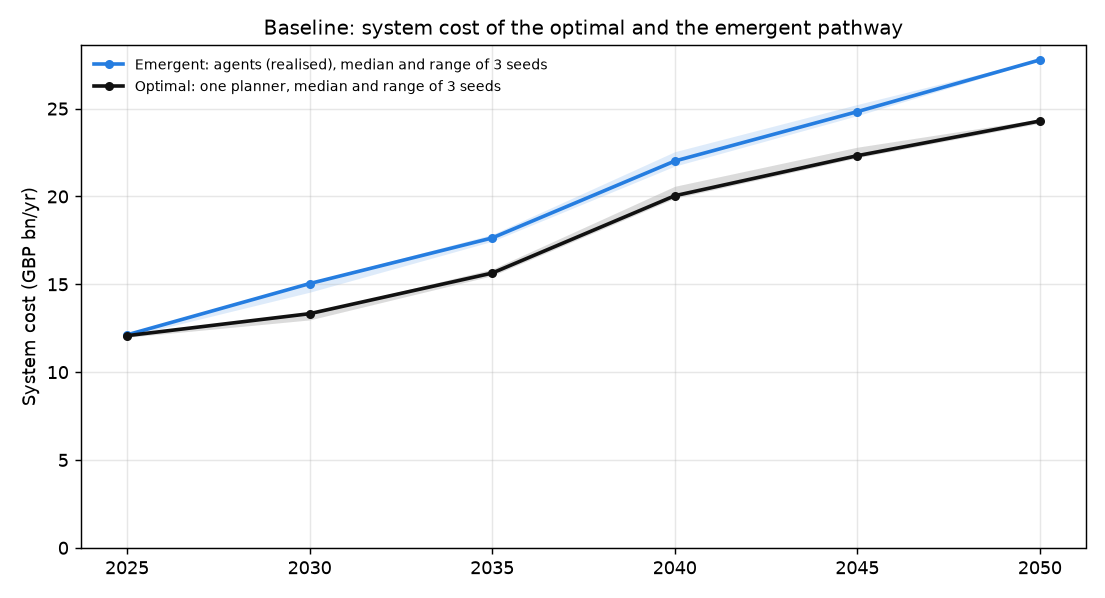 Baseline: system cost of the optimal and the emergent pathway
Emergent: agents (realised), median and range of 3 seeds
Optimal: one planner, median and range of 3 seeds
System cost (GBP bn/yr)
25
20
15
10
5
0
2025 2030 2035 2040 2045 2050